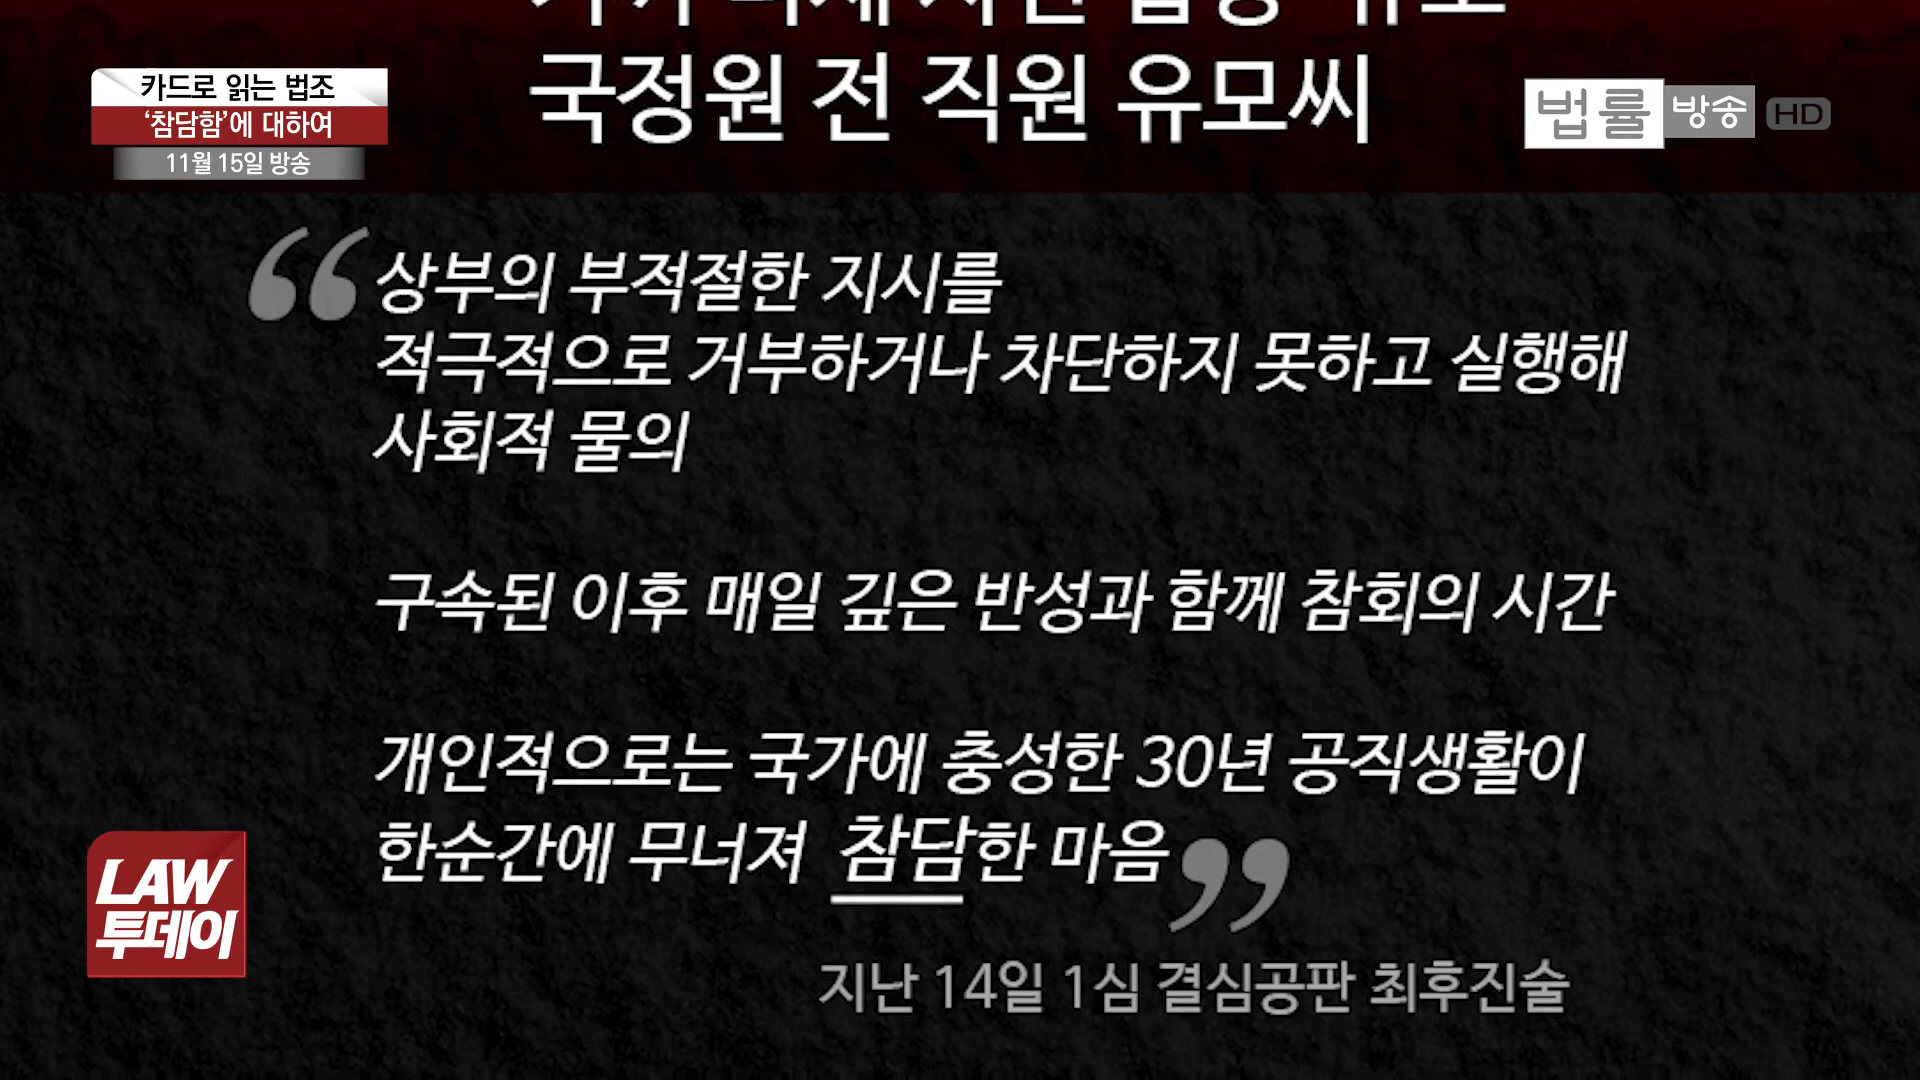 국정원 전 직원 유모씨
카드로 읽는 법조
‘참담함’에 대하여
11월 15일 방송
법률방송 HD
“상부의 부적절한 지시를
적극적으로 거부하거나 차단하지 못하고 실행해
사회적 물의
구속된 이후 매일 깊은 반성과 함께 참회의 시간
개인적으로는 국가에 충성한 30년 공직생활이
한순간에 무너져 참담한 마음”
지난 14일 1심 결심공판 최후진술
LAW
투데이